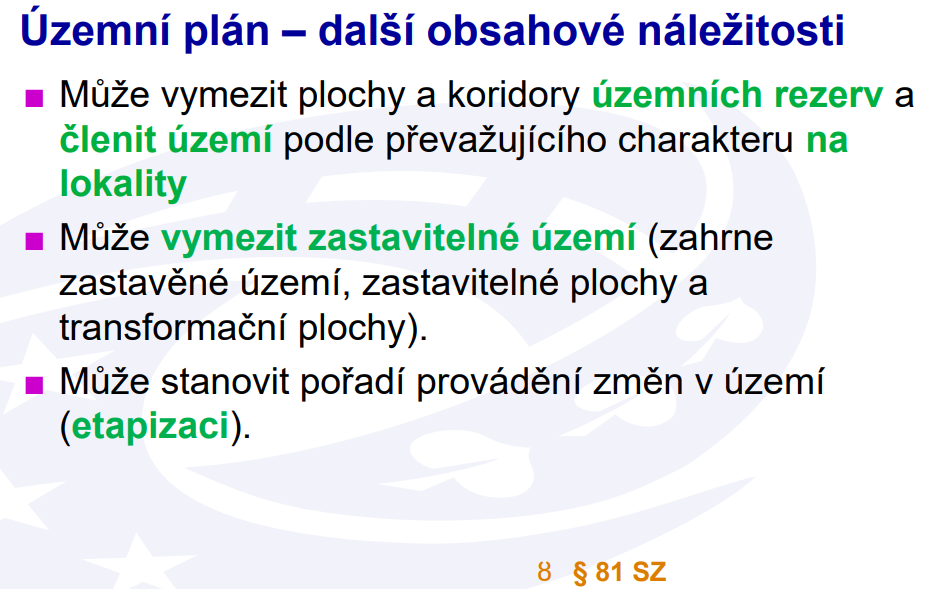 Územní plán – další obsahové náležitosti
Může vymezit plochy a koridory územních rezerv a
členit území podle převažujícího charakteru na
lokality
Může vymezit zastavitelné území (zahrne
zastavěné území, zastavitelné plochy a
transformační plochy).
Může stanovit pořadí provádění změn v území
(etapizaci).
8 § 81 SZ